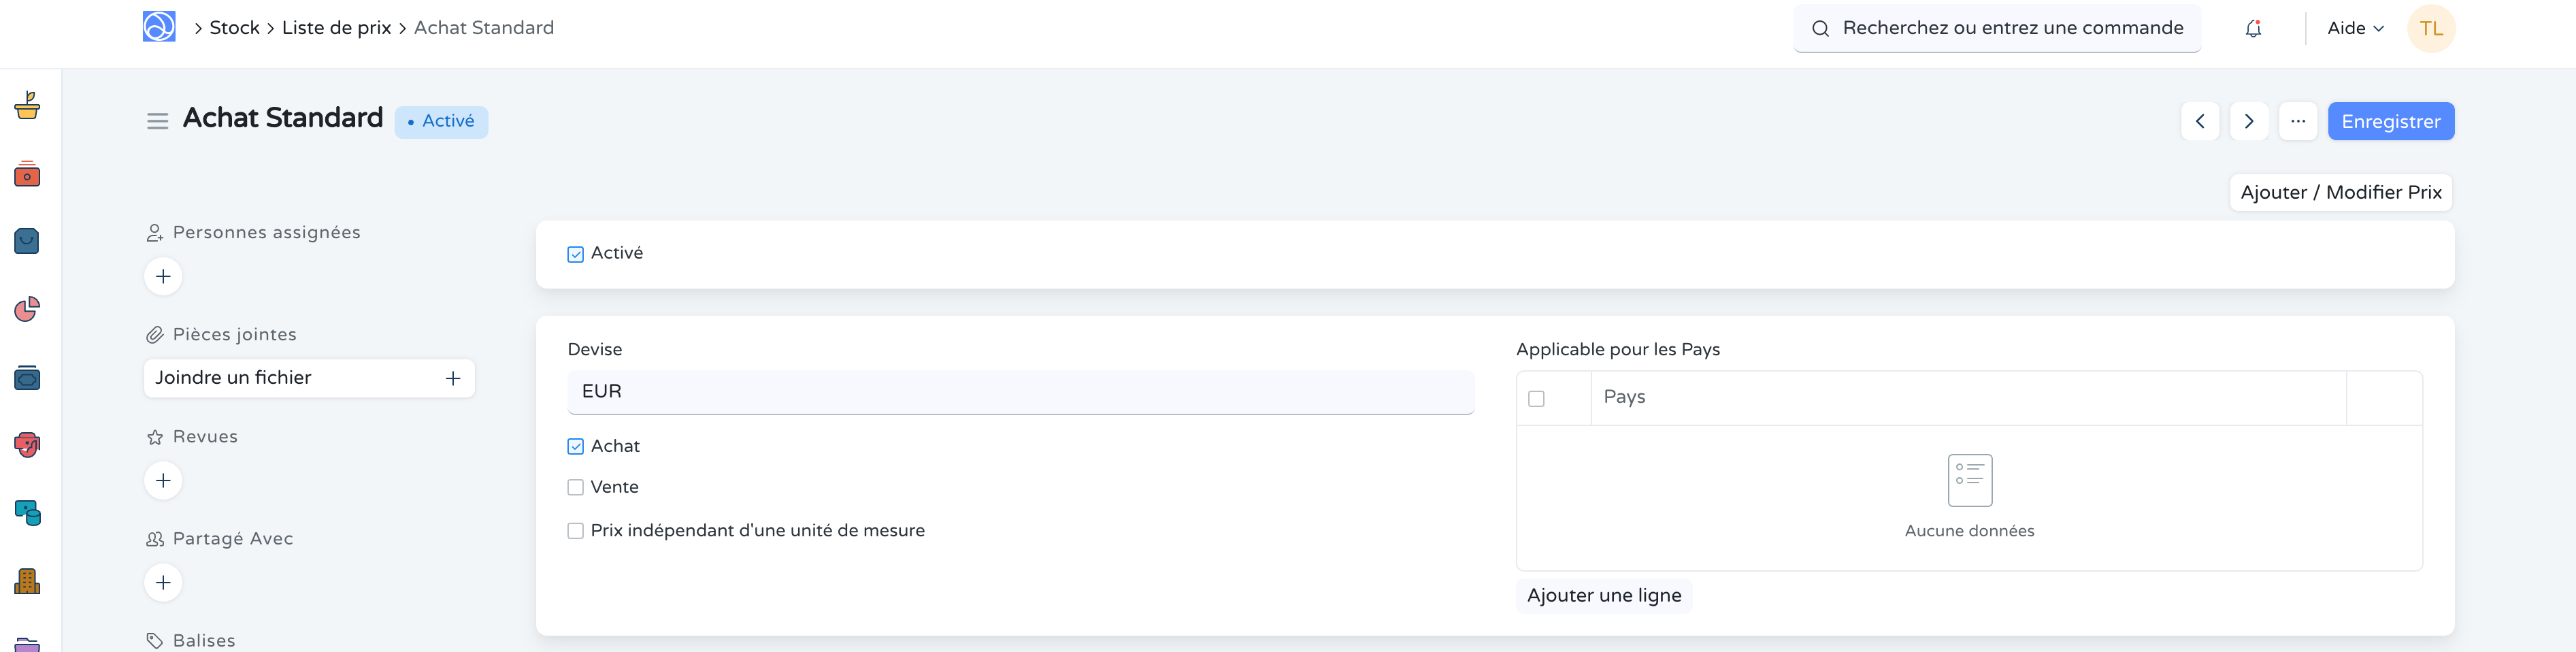 Stock Liste de prix Achat Standard
Recherchez ou entrez une commande
Aide
TL
Achat Standard
Activé
Enregistrer
Ajouter / Modifier Prix
Personnes assignées
Pièces jointes
Joindre un fichier
Revues
Partagé Avec
Balises
Activé
Devise
EUR
Achat
Vente
Prix indépendant d'une unité de mesure
Applicable pour les Pays
Pays
Aucune données
Ajouter une ligne